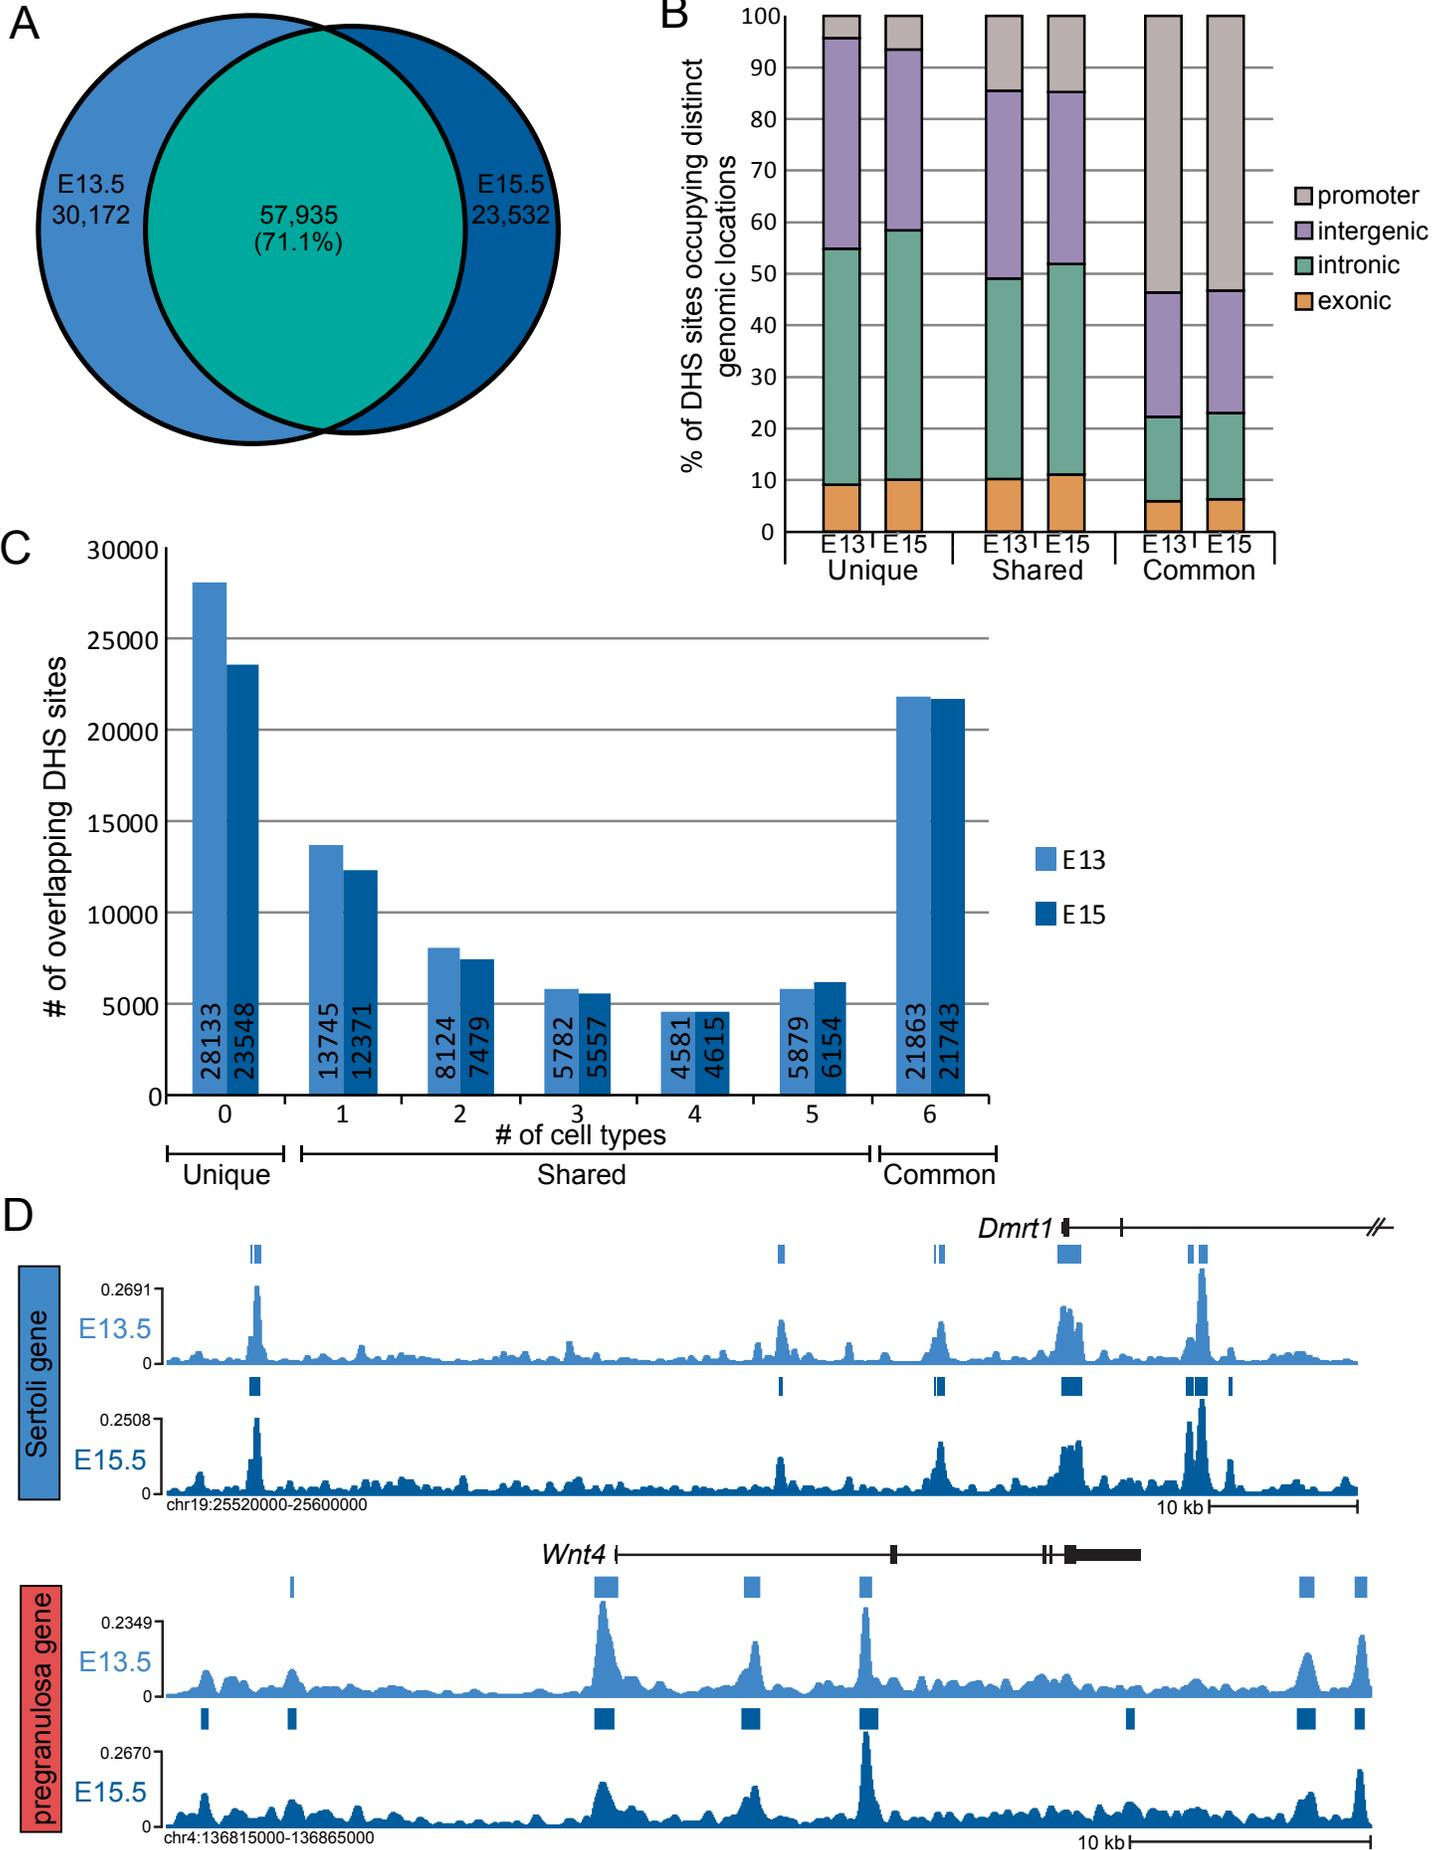 A
E13.5
30,172
57,935
(71.1%)
E15.5
23,532
B
% of DHS sites occupying distinct
genomic locations
100
90
80
70
60
50
40
30
20
10
0
E13 E15 E13 E15 E13 E15
Unique Shared Common
promoter
intergenic
intronic
exonic
C
# of overlapping DHS sites
30000
25000
20000
15000
10000
5000
0
28133 23548 13745 12371 8124 7479 5782 5557 4581 4615 5879 6154 21863 21743
0 1 2 3 4 5 6
# of cell types
Unique Shared Common
E13
E15
D
Sertoli gene
Dmrt1
0.2691
E13.5
0
0.2508
E15.5
0
chr19:25520000-25600000
10 kb
pregranulosa gene
Wnt4
0.2349
E13.5
0
0.2670
E15.5
0
chr4:136815000-136865000
10 kb